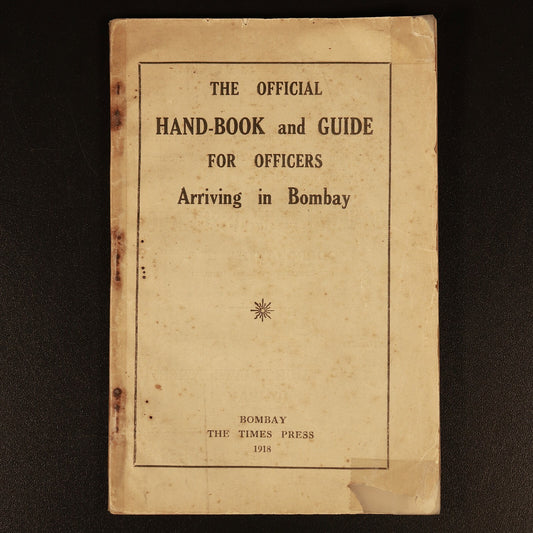 THE OFFICIAL
HAND-BOOK and GUIDE
FOR OFFICERS
Arriving in Bombay
BOMBAY
THE TIMES PRESS
1918